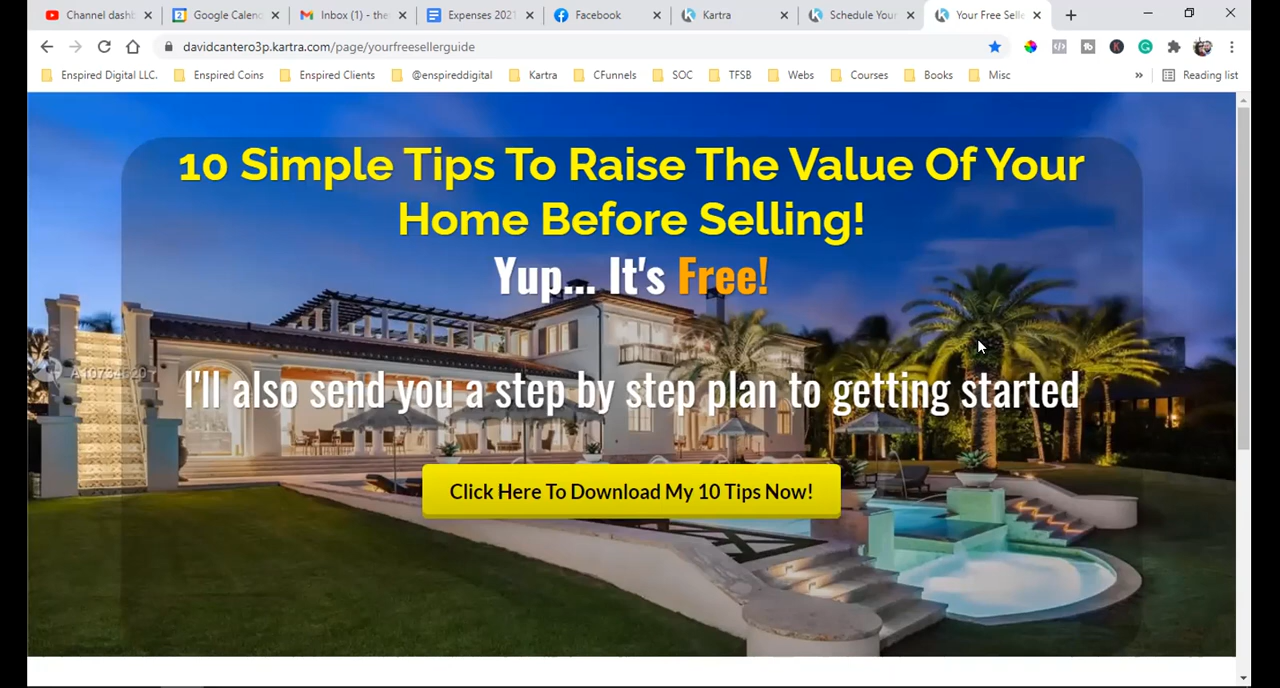 Channel dashb
Google Calenc
Inbox (1) - the
Expenses 2021
Facebook
Kartra
Schedule Your
Your Free Selle
davidcantero3p.kartra.com/page/yourfreesellerguide
Enspired Digital LLC.
Enspired Coins
Enspired Clients
@enspireddigital
Kartra
CFunnels
SOC
TFSB
Webs
Courses
Books
Misc
»
Reading list
10 Simple Tips To Raise The Value Of Your
Home Before Selling!
Yup... It's Free!
I'll also send you a step by step plan to getting started
Click Here To Download My 10 Tips Now!